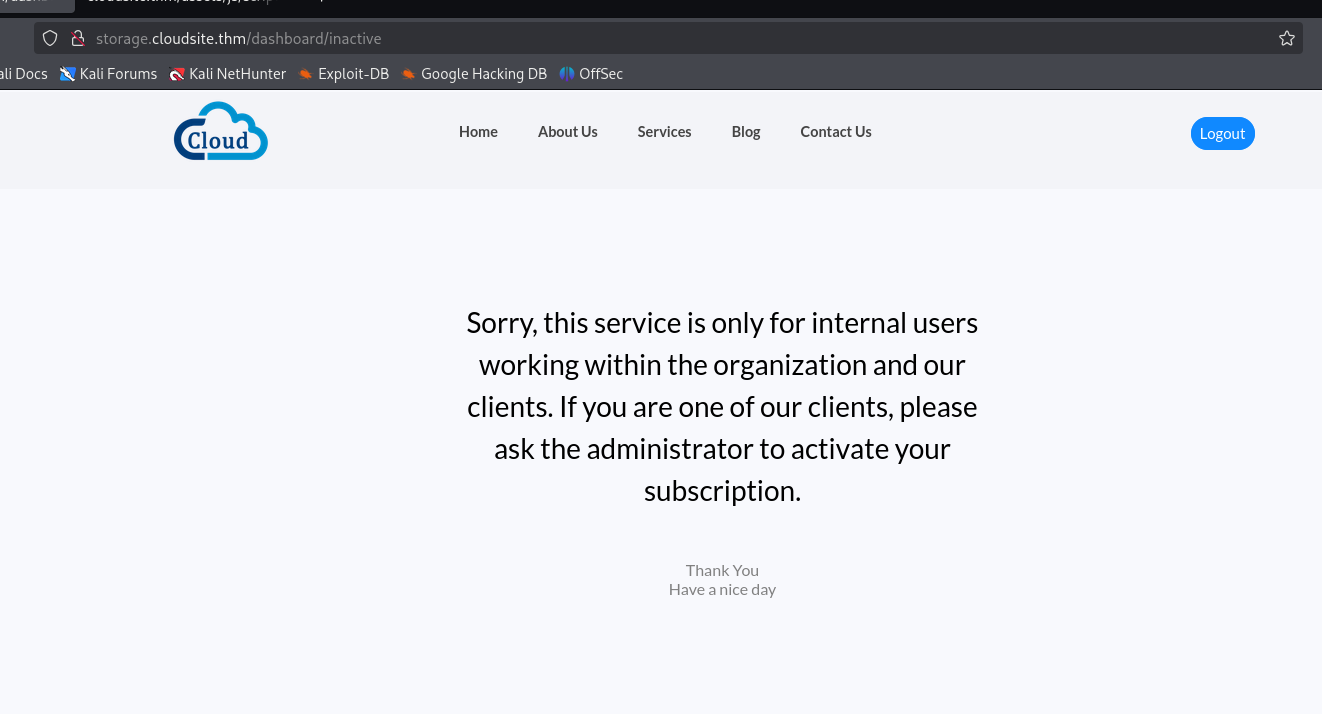 storage.cloudsite.thm/dashboard/inactive
ali Docs Kali Forums Kali NetHunter Exploit-DB Google Hacking DB OffSec
Cloud Home About Us Services Blog Contact Us Logout
Sorry, this service is only for internal users
working within the organization and our
clients. If you are one of our clients, please
ask the administrator to activate your
subscription.
Thank You
Have a nice day